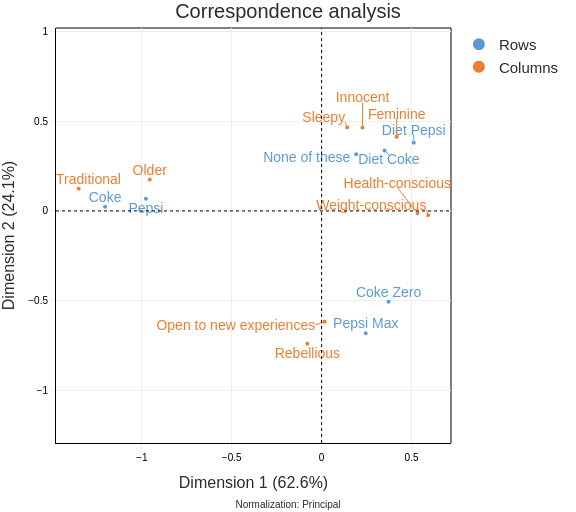 Correspondence analysis
Rows
Columns
1
0.5
0
−0.5
−1
Dimension 2 (24.1%)
Innocent
Sleepy
Feminine
Diet Pepsi
None of these
Diet Coke
Older
Traditional
Health-conscious
Coke
Weight-conscious
Pepsi
Coke Zero
Open to new experiences
Pepsi Max
Rebellious
−1
−0.5
0
0.5
Dimension 1 (62.6%)
Normalization: Principal